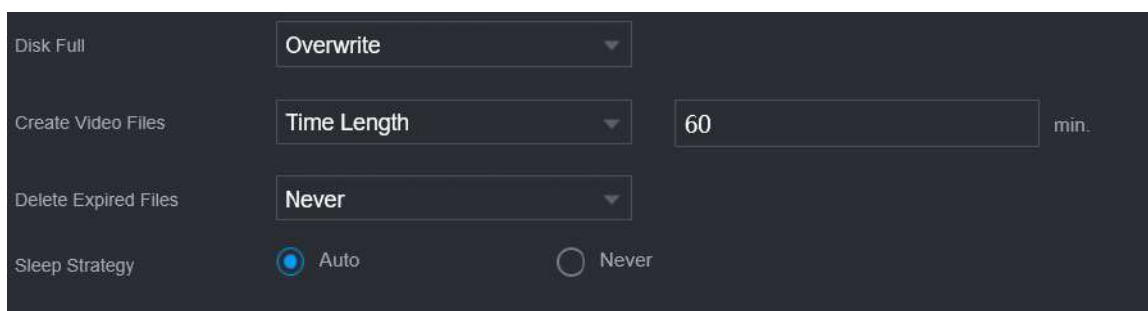 Disk Full Overwrite
Create Video Files Time Length 60 min.
Delete Expired Files Never
Sleep Strategy Auto Never